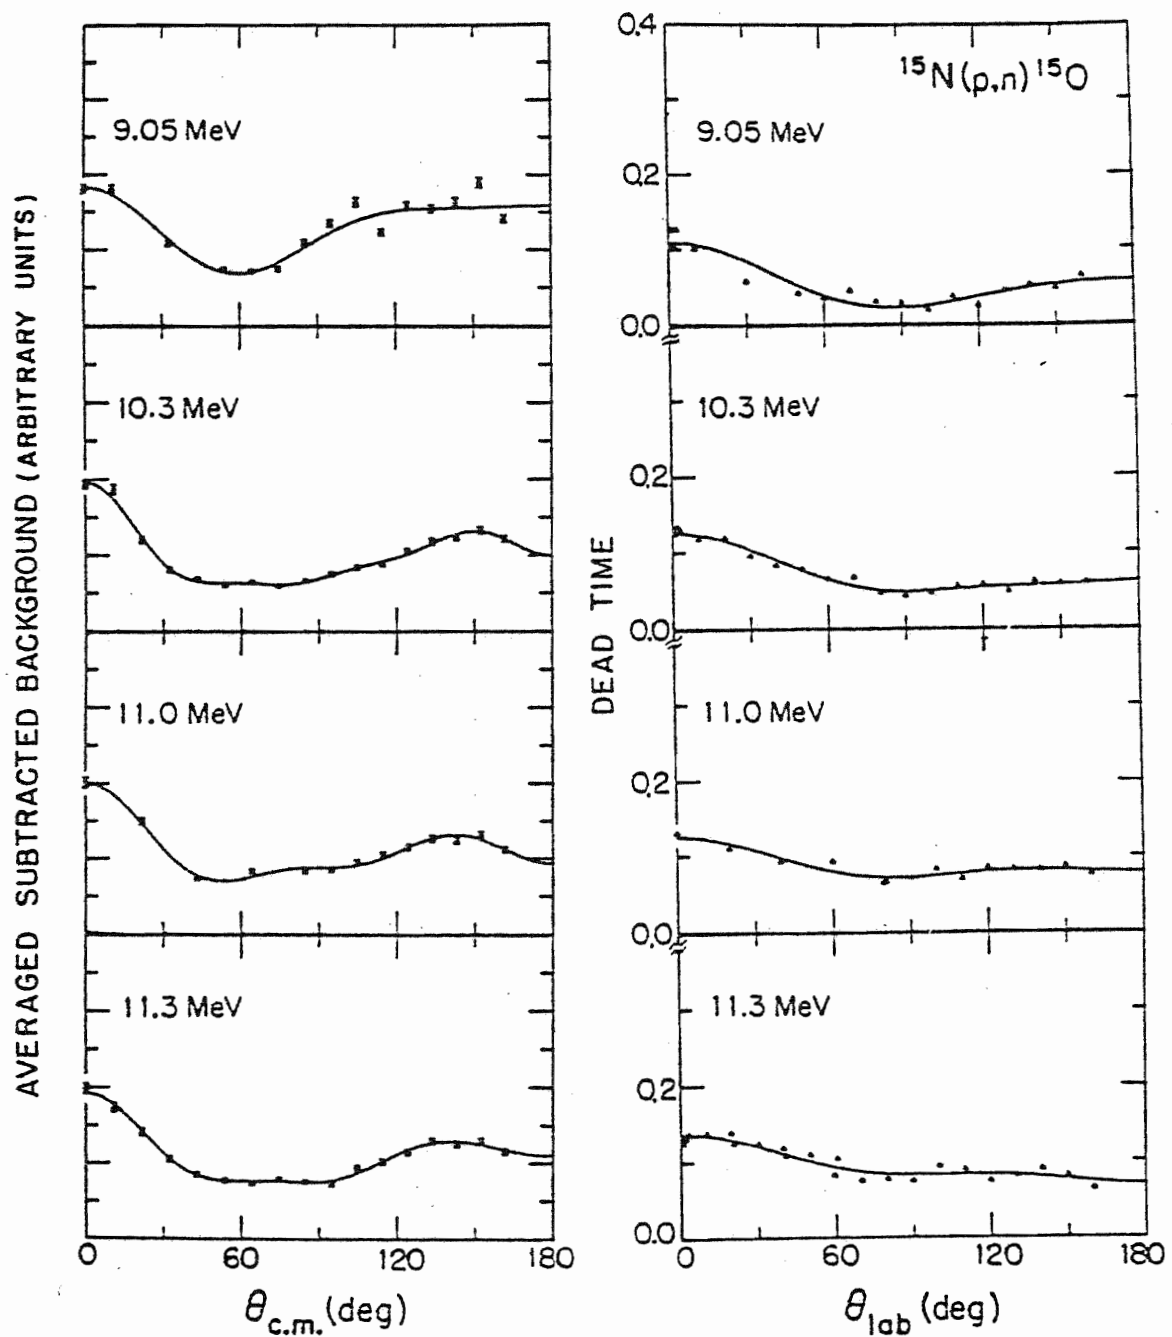 AVERAGED SUBTRACTED BACKGROUND (ARBITRARY UNITS)
9.05 MeV
10.3 MeV
11.0 MeV
11.3 MeV
0 60 120 180
θc.m. (deg)
DEAD TIME
¹⁵N(p,n)¹⁵O
0.4
9.05 MeV
0.2
0.0
10.3 MeV
0.2
0.0
11.0 MeV
0.2
0.0
11.3 MeV
0.2
0.0
0 60 120 180
θlab (deg)